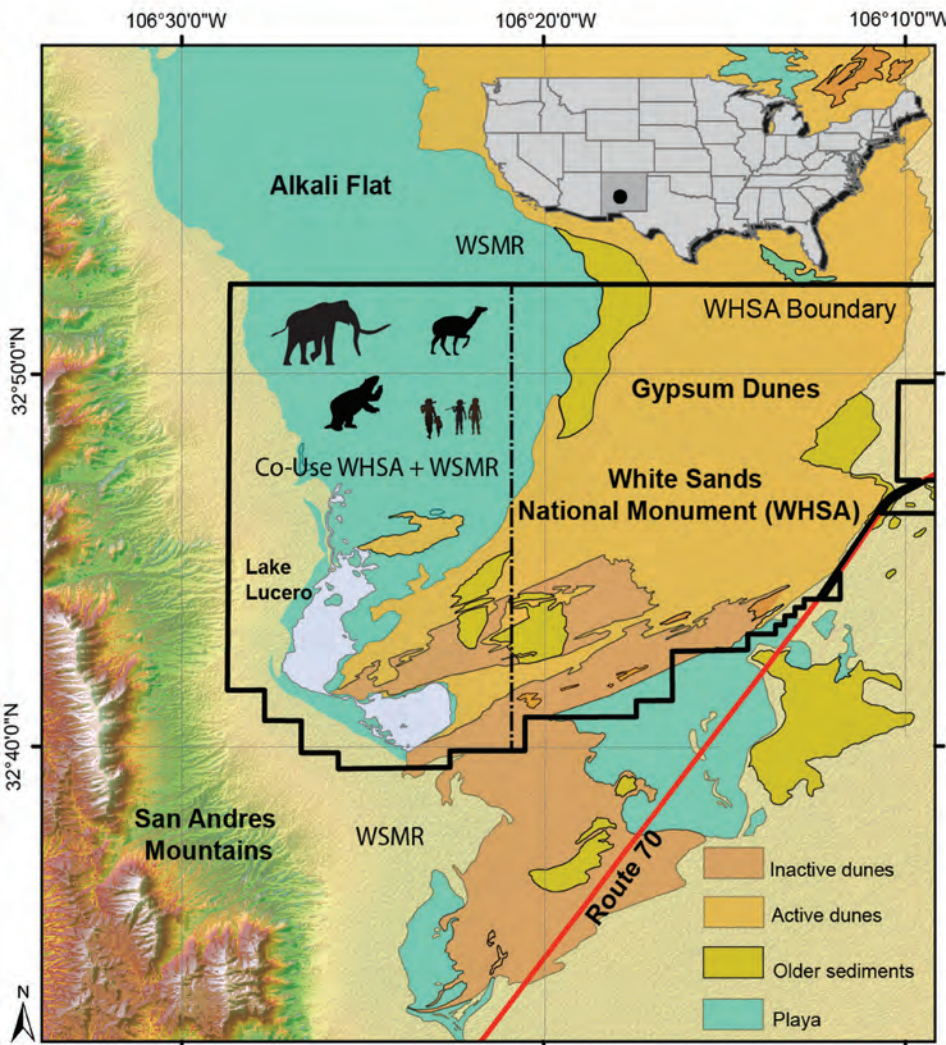 106°30'0"W
106°20'0"W
106°10'0"W
Alkali Flat
WSMR
WHSA Boundary
32°50'0"N
Gypsum Dunes
Co-Use WHSA + WSMR
White Sands
National Monument (WHSA)
Lake
Lucero
32°40'0"N
San Andres
Mountains
WSMR
Route 70
Inactive dunes
Active dunes
Older sediments
Playa
N